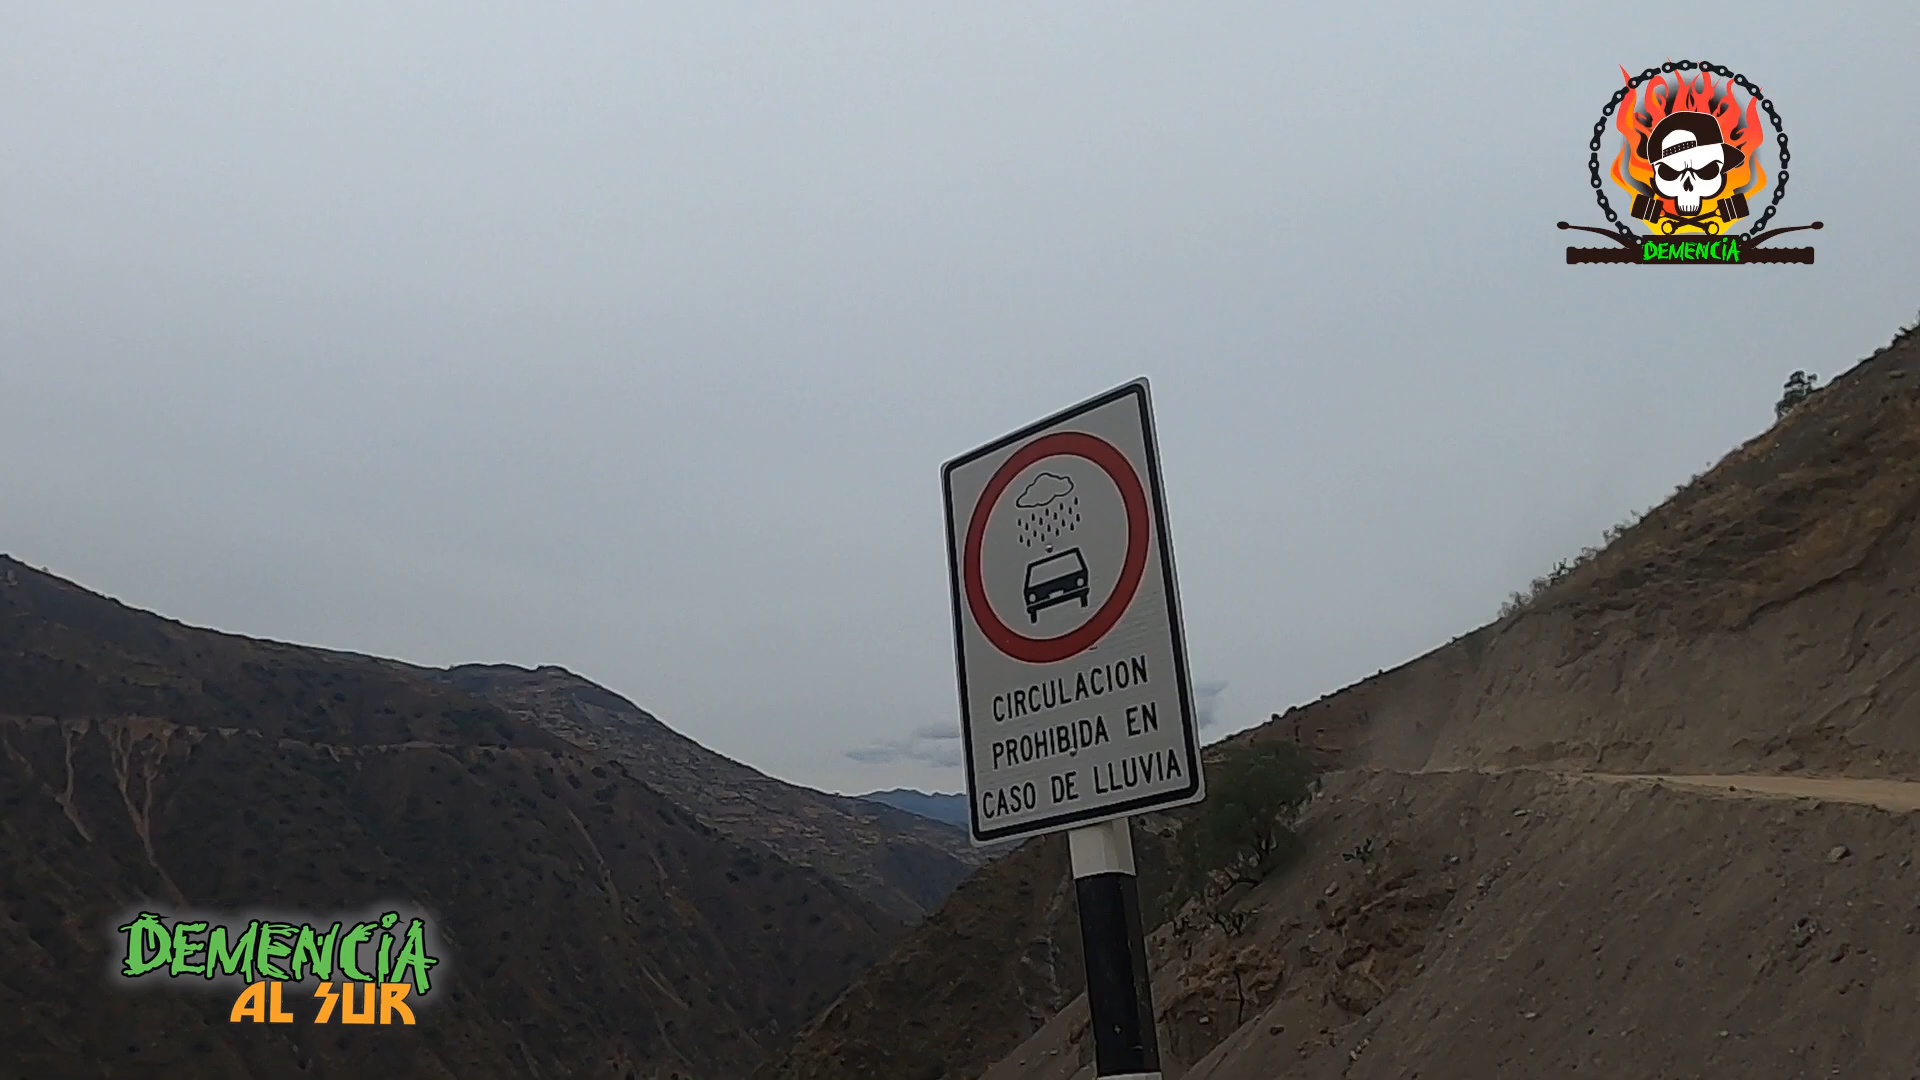 DEMENCIA
CIRCULACION
PROHIBIDA EN
CASO DE LLUVIA
DEMENCIA
AL SUR